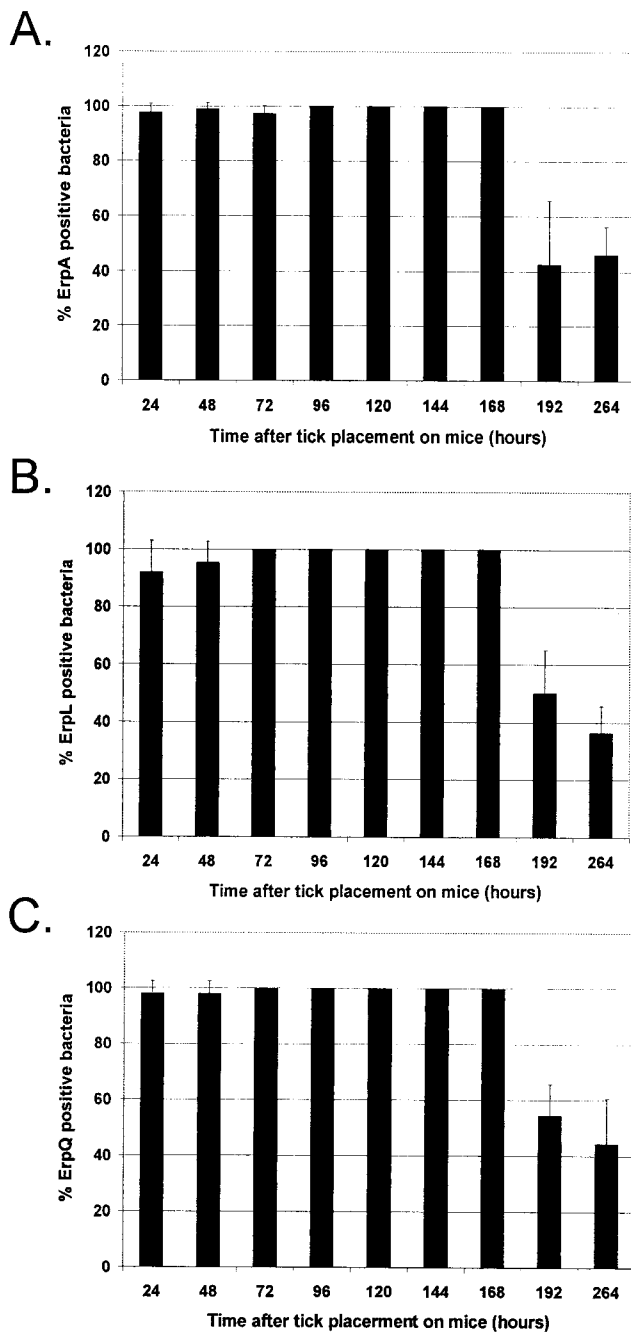 A.
120
100
80
60
40
20
0
% ErpA positive bacteria
24 48 72 96 120 144 168 192 264
Time after tick placement on mice (hours)
B.
120
100
80
60
40
20
0
% ErpL positive bacteria
24 48 72 96 120 144 168 192 264
Time after tick placement on mice (hours)
C.
120
100
80
60
40
20
0
% ErpQ positive bacteria
24 48 72 96 120 144 168 192 264
Time after tick placerment on mice (hours)